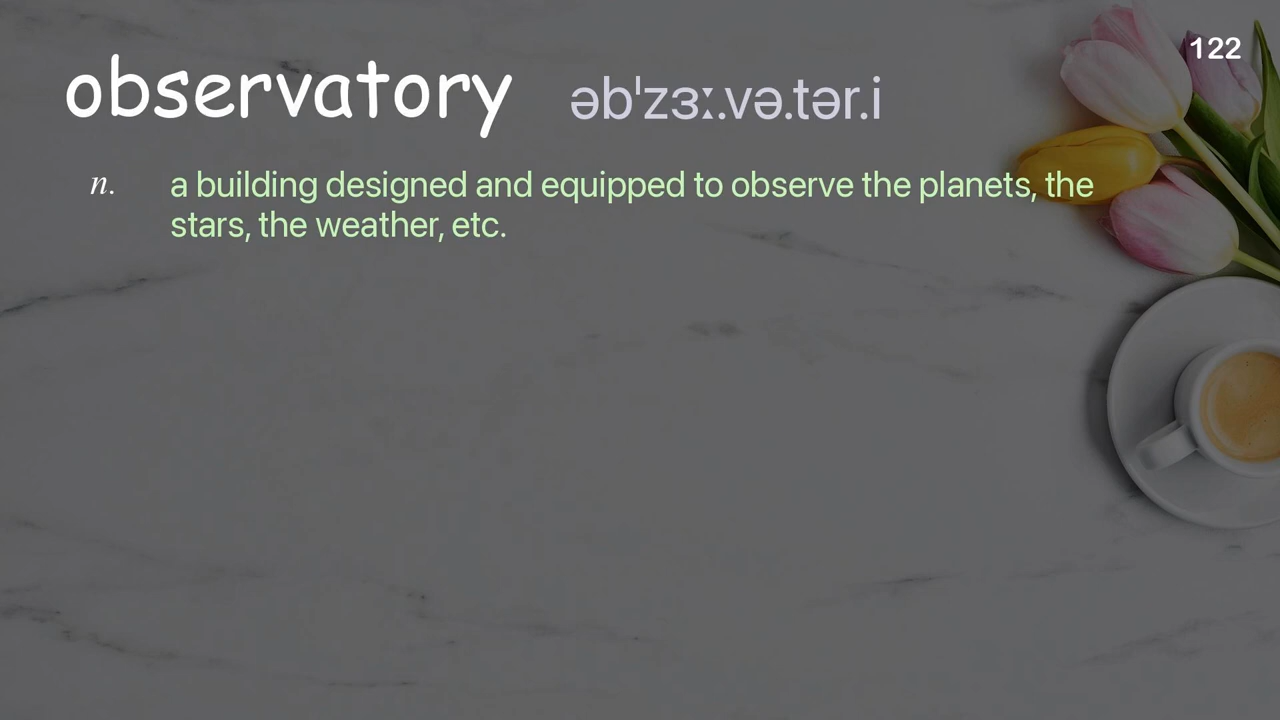 122
observatory əbˈzɜː.və.tər.i
n. a building designed and equipped to observe the planets, the
stars, the weather, etc.